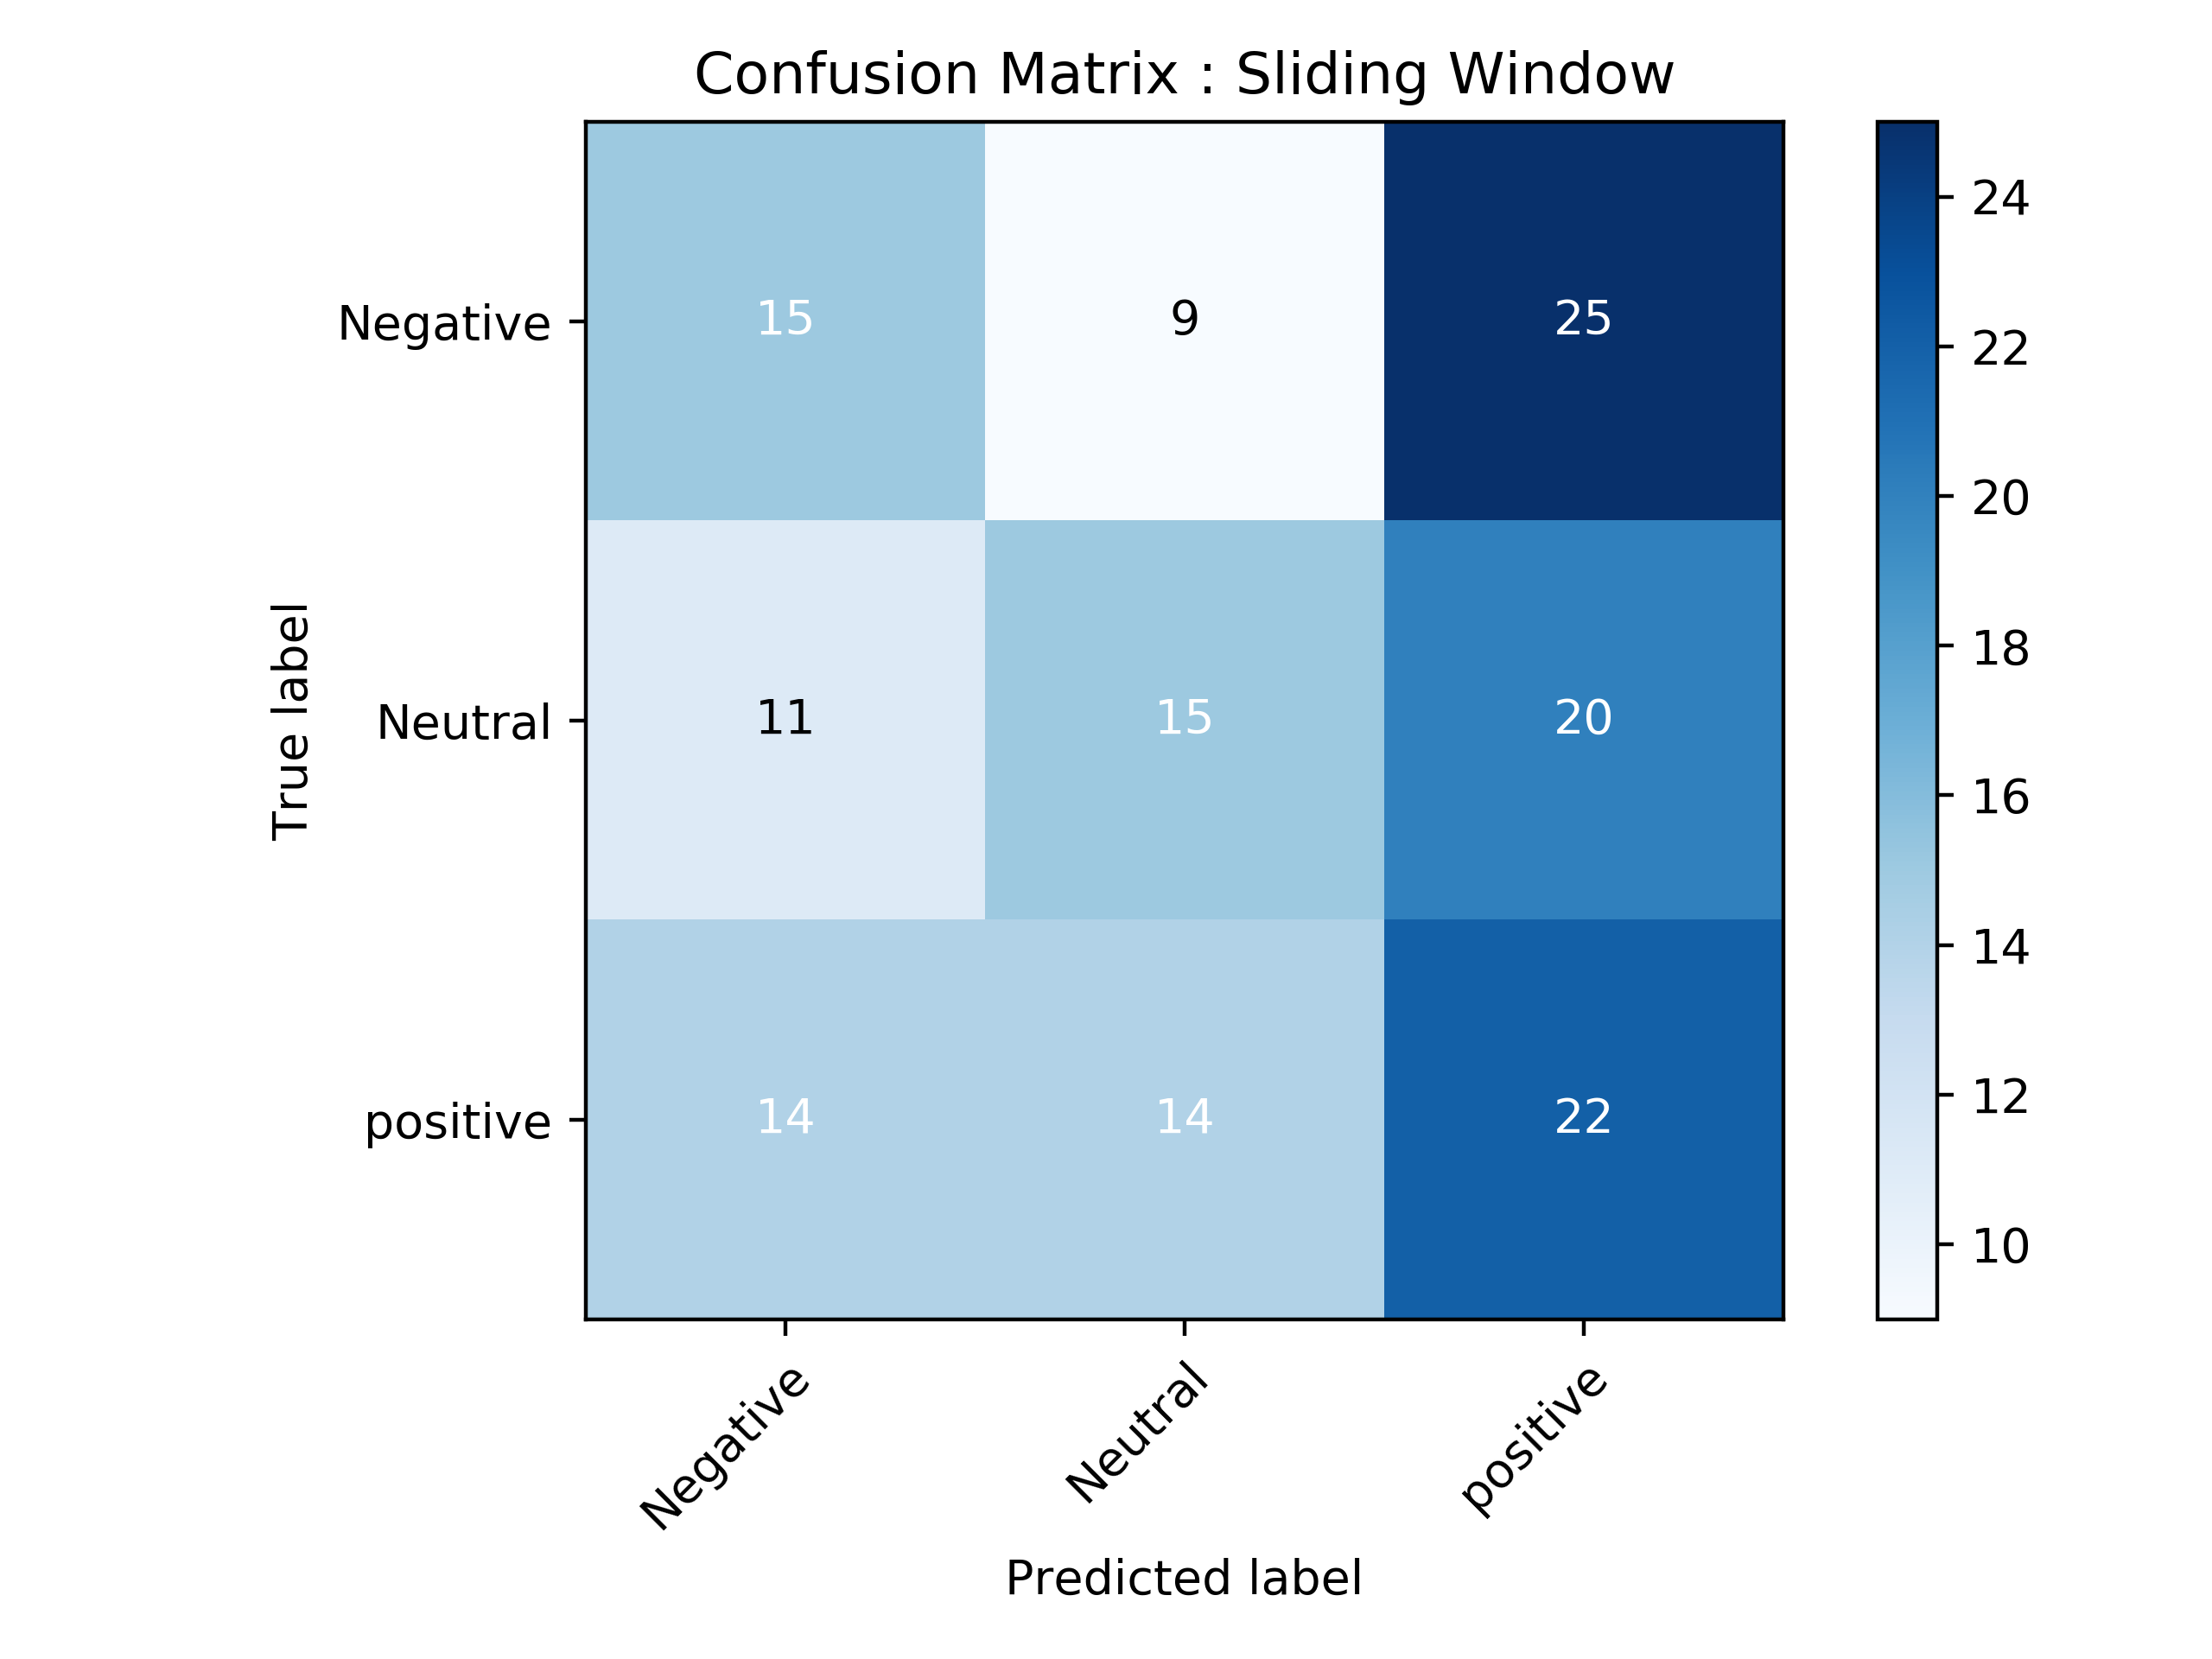 Confusion Matrix : Sliding Window
True label
Negative
Neutral
positive
15 9 25
11 15 20
14 14 22
Negative Neutral positive
Predicted label
24
22
20
18
16
14
12
10